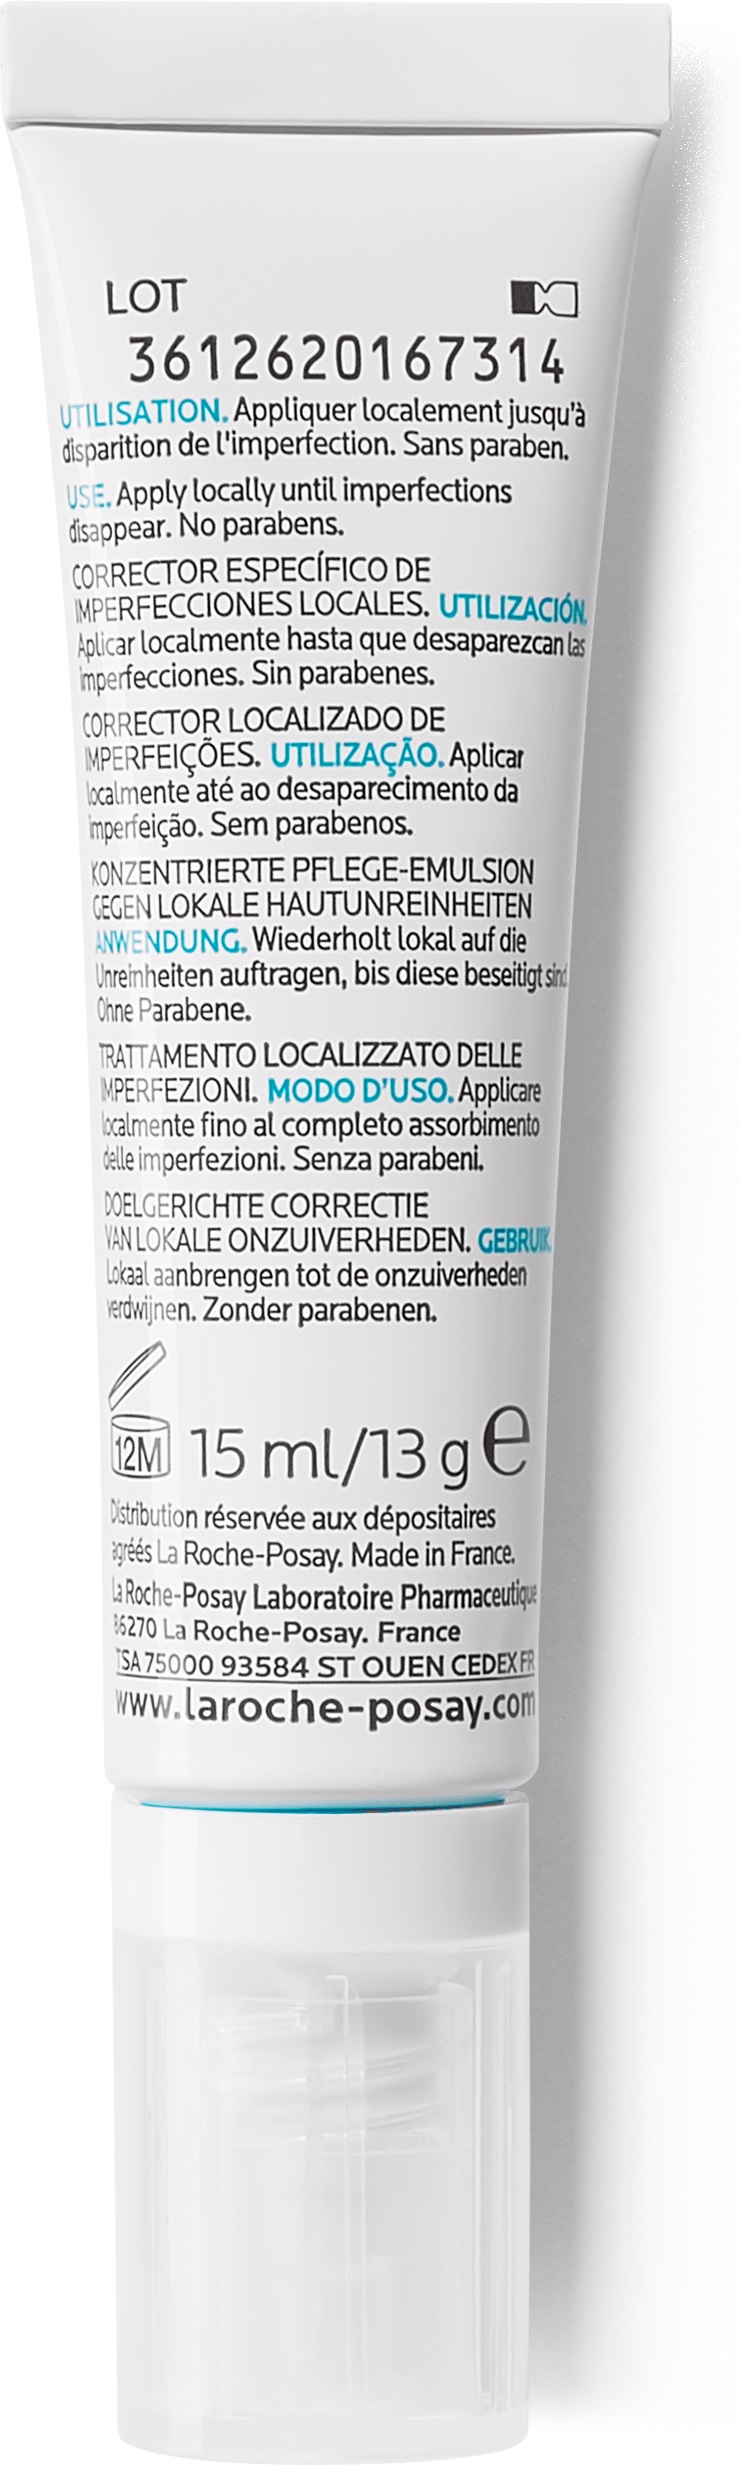 LOT
3612620167314
UTILISATION. Appliquer localement jusqu'à
disparition de l'imperfection. Sans paraben.
USE. Apply locally until imperfections
disappear. No parabens.
CORRECTOR ESPECÍFICO DE
IMPERFECCIONES LOCALES. UTILIZACIÓN.
Aplicar localmente hasta que desaparezcan las
imperfecciones. Sin parabenes.
CORRECTOR LOCALIZADO DE
IMPERFEIÇÕES. UTILIZAÇÃO. Aplicar
localmente até ao desaparecimento da
imperfeição. Sem parabenos.
KONZENTRIERTE PFLEGE-EMULSION
GEGEN LOKALE HAUTUNREINHEITEN
ANWENDUNG. Wiederholt lokal auf die
Unreinheiten auftragen, bis diese beseitigt sind.
Ohne Parabene.
TRATTAMENTO LOCALIZZATO DELLE
IMPERFEZIONI. MODO D'USO. Applicare
localmente fino al completo assorbimento
delle imperfezioni. Senza parabeni.
DOELGERICHTE CORRECTIE
VAN LOKALE ONZUIVERHEDEN. GEBRUIK.
Lokaal aanbrengen tot de onzuiverheden
verdwijnen. Zonder parabenen.
12M 15 ml/13 g e
Distribution réservée aux dépositaires
agréés La Roche-Posay. Made in France.
La Roche-Posay Laboratoire Pharmaceutique
86270 La Roche-Posay. France
TSA 75000 93584 ST OUEN CEDEX FR
www.laroche-posay.com